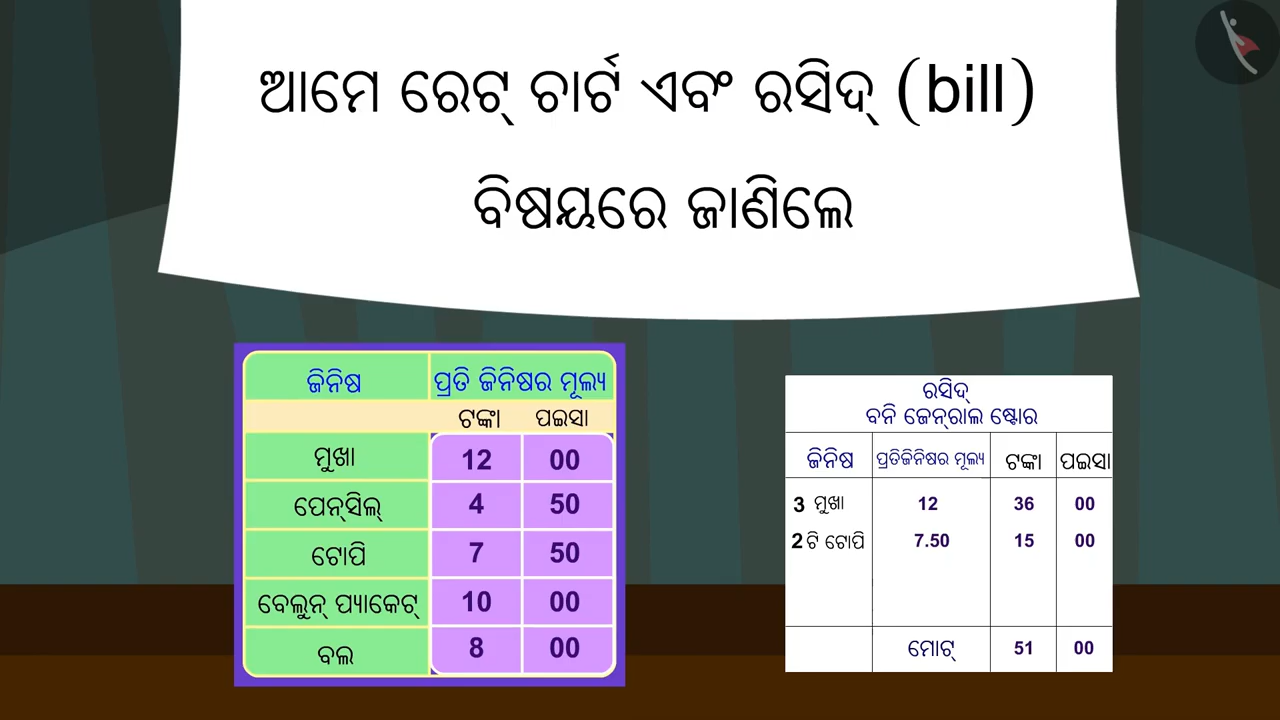 ଆମେ ରେଟ୍ ଚାର୍ଟ ଏବଂ ରସିଦ୍ (bill)
ବିଷୟରେ ଜାଣିଲେ
ଜିନିଷ ପ୍ରତି ଜିନିଷର ମୂଲ୍ୟ
ଟଙ୍କା ପଇସା
ମୁଖା 12 00
ପେନ୍‌ସିଲ୍ 4 50
ଟୋପି 7 50
ବେଲୁନ୍ ପ୍ୟାକେଟ୍ 10 00
ବଲ 8 00
ରସିଦ୍
ବନି ଜେନ୍‌ରାଲ ଷ୍ଟୋର
ଜିନିଷ ପ୍ରତିଜିନିଷର ମୂଲ୍ୟ ଟଙ୍କା ପଇସା
3 ମୁଖା 12 36 00
2 ଟି ଟୋପି 7.50 15 00
ମୋଟ୍ 51 00